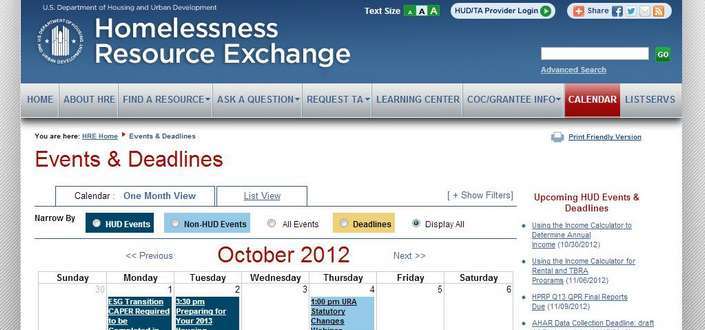 U.S. Department of Housing and Urban Development
Homelessness
Resource Exchange
Text Size A A A
HUD/TA Provider Login
Share
GO
Advanced Search
HOME ABOUT HRE FIND A RESOURCE ASK A QUESTION REQUEST TA LEARNING CENTER COC/GRANTEE INFO CALENDAR LISTSERVS
You are here: HRE Home Events & Deadlines
Print Friendly Version
Events & Deadlines
Calendar : One Month View List View [ + Show Filters]
Narrow By HUD Events Non-HUD Events All Events Deadlines Display All
<< Previous October 2012 Next >>
Sunday Monday Tuesday Wednesday Thursday Friday Saturday
30 1 2 3 4 5 6
ESG Transition
CAPER Required
to be
Completed in
3:30 pm
Preparing for
Your 2013
Housing
1:00 pm URA
Statutory
Changes
Webinar
Upcoming HUD Events &
Deadlines
Using the Income Calculator to
Determine Annual
Income (10/30/2012)
Using the Income Calculator for
Rental and TBRA
Programs (11/06/2012)
HPRP Q13 QPR Final Reports
Due (11/09/2012)
AHAR Data Collection Deadline: draft